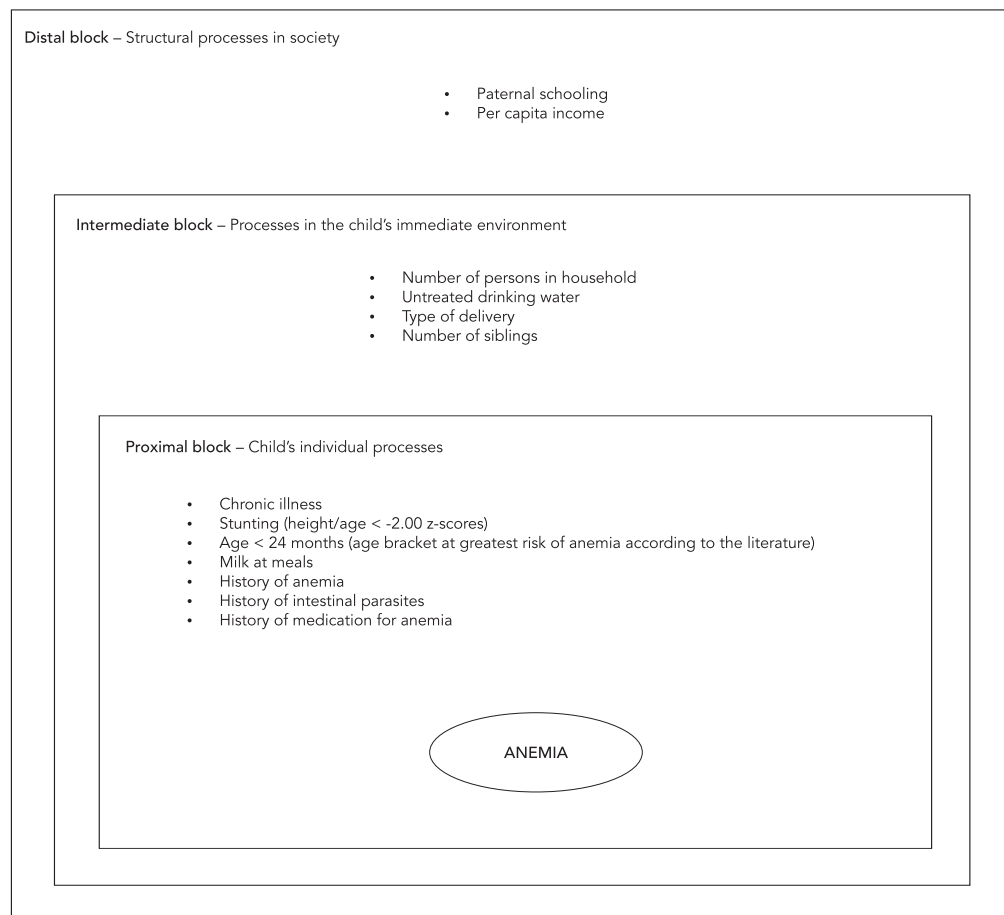 Distal block – Structural processes in society
• Paternal schooling
• Per capita income
Intermediate block – Processes in the child's immediate environment
• Number of persons in household
• Untreated drinking water
• Type of delivery
• Number of siblings
Proximal block – Child's individual processes
• Chronic illness
• Stunting (height/age < -2.00 z-scores)
• Age < 24 months (age bracket at greatest risk of anemia according to the literature)
• Milk at meals
• History of anemia
• History of intestinal parasites
• History of medication for anemia
ANEMIA